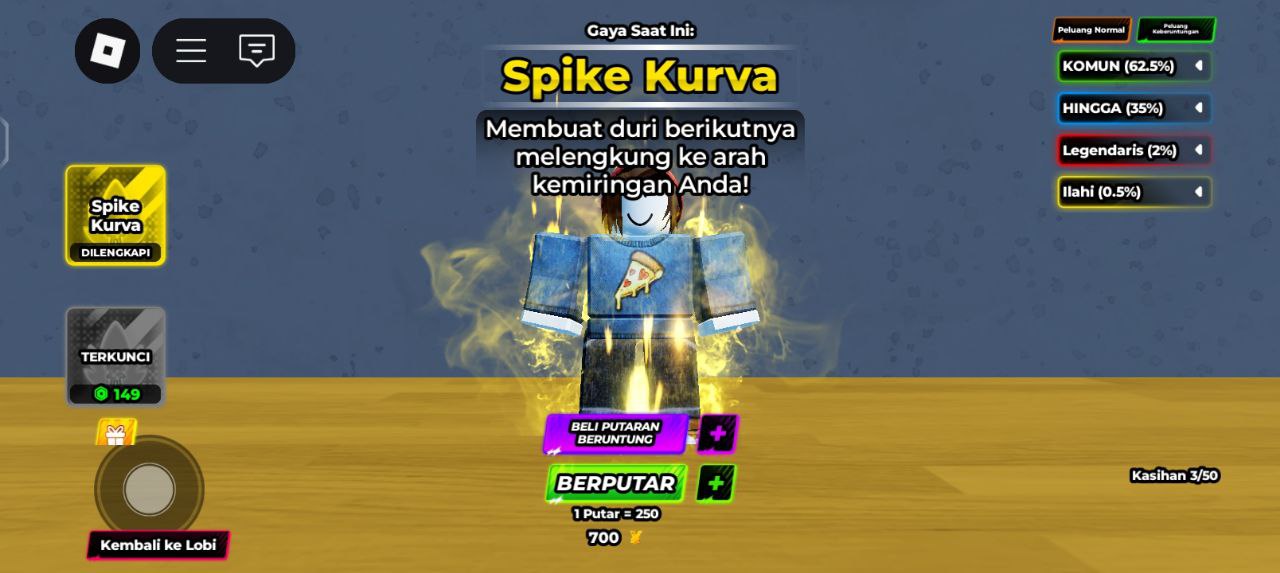 Gaya Saat Ini:
Spike Kurva
Membuat duri berikutnya
melengkung ke arah
kemiringan Anda!
Peluang Normal
Peluang
Keberuntungan
KOMUN (62.5%)
HINGGA (35%)
Legendaris (2%)
Ilahi (0.5%)
Spike
Kurva
DILENGKAPI
TERKUNCI
149
BELI PUTARAN
BERUNTUNG
BERPUTAR
1 Putar = 250
700
Kasihan 3/50
Kembali ke Lobi